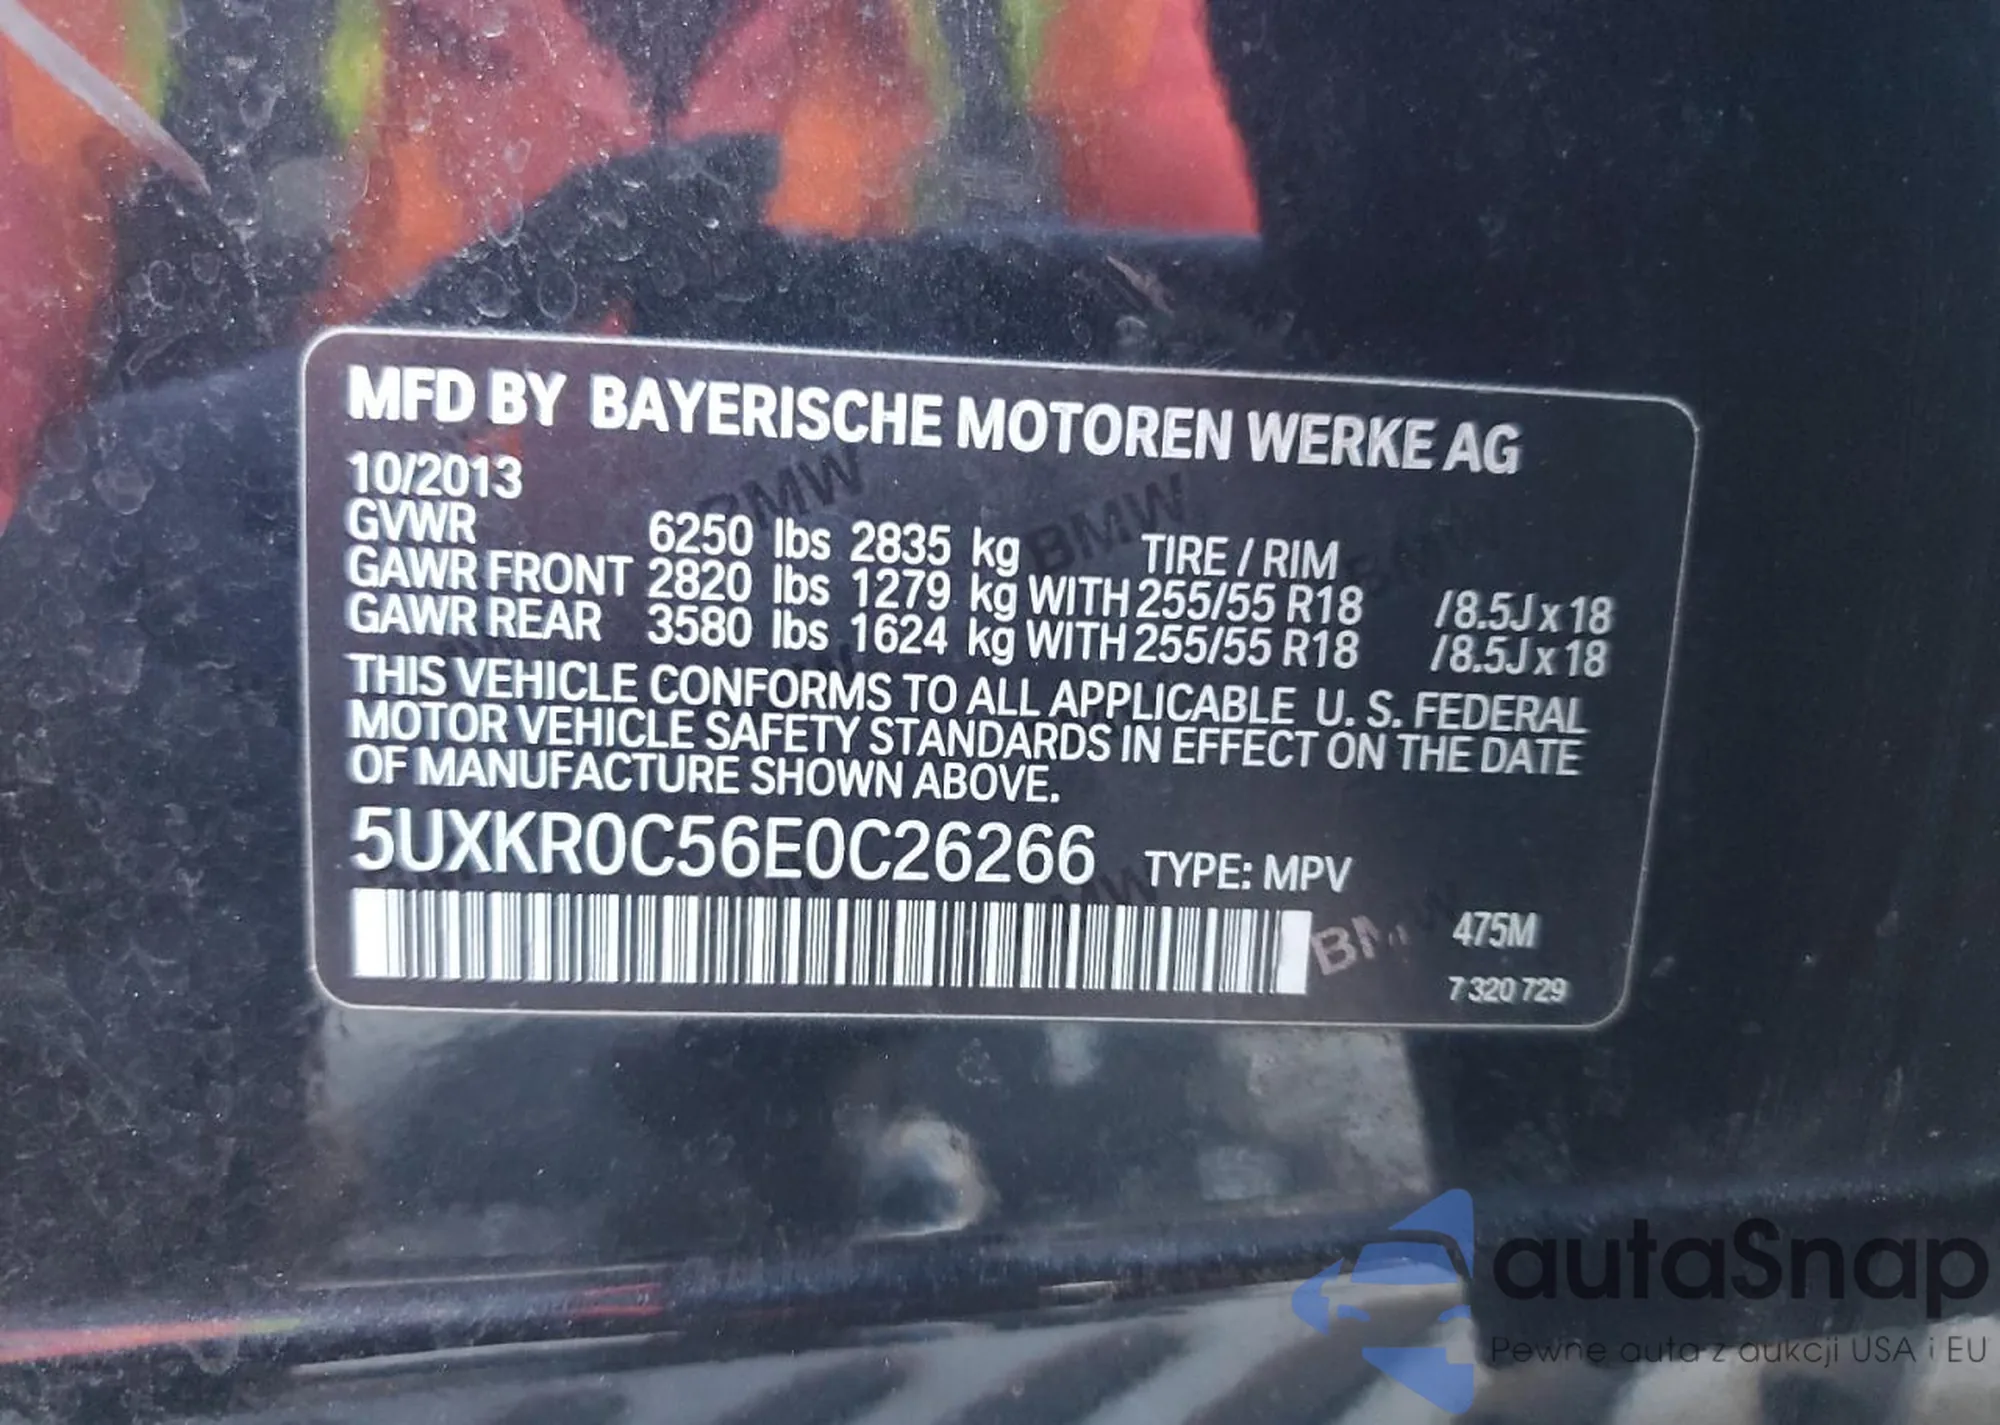 MFD BY BAYERISCHE MOTOREN WERKE AG
10/2013
GVWR 6250 lbs 2835 kg TIRE / RIM
GAWR FRONT 2820 lbs 1279 kg WITH 255/55 R18 /8.5J x 18
GAWR REAR 3580 lbs 1624 kg WITH 255/55 R18 /8.5J x 18
THIS VEHICLE CONFORMS TO ALL APPLICABLE U. S. FEDERAL
MOTOR VEHICLE SAFETY STANDARDS IN EFFECT ON THE DATE
OF MANUFACTURE SHOWN ABOVE.
5UXKR0C56E0C26266 TYPE: MPV
475M
7 320 729
BMW
BMW
autaSnap
Pewne auta z aukcji USA i EU